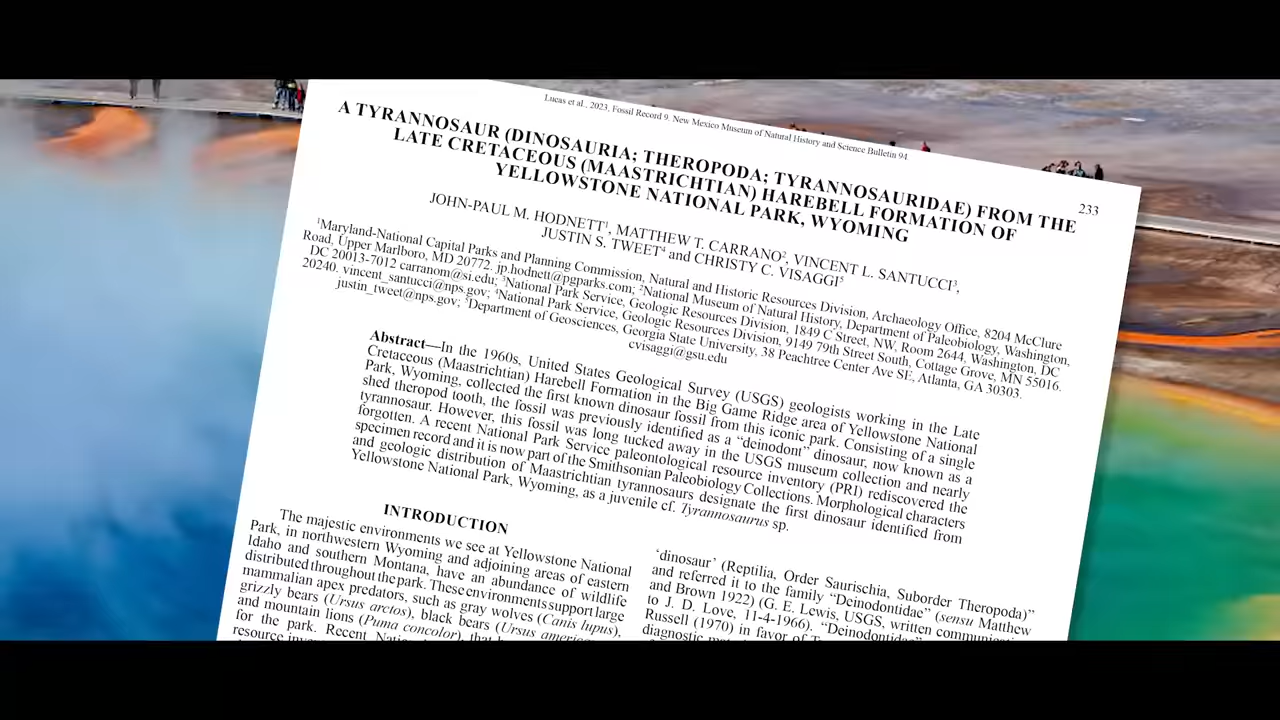 Lucas et al., 2023, Fossil Record 9. New Mexico Museum of Natural History and Science Bulletin 94
233
A TYRANNOSAUR (DINOSAURIA; THEROPODA; TYRANNOSAURIDAE) FROM THE
LATE CRETACEOUS (MAASTRICHTIAN) HAREBELL FORMATION OF
YELLOWSTONE NATIONAL PARK, WYOMING
JOHN-PAUL M. HODNETT¹, MATTHEW T. CARRANO², VINCENT L. SANTUCCI³,
JUSTIN S. TWEET⁴ and CHRISTY C. VISAGGI⁵
¹Maryland-National Capital Parks and Planning Commission, Natural and Historic Resources Division, Archaeology Office, 8204 McClure
Road, Upper Marlboro, MD 20772. jp.hodnett@pgparks.com; ²National Museum of Natural History, Department of Paleobiology, Washington,
DC 20013-7012 carranom@si.edu; ³National Park Service, Geologic Resources Division, 1849 C Street, NW, Room 2644, Washington, DC
20240. vincent_santucci@nps.gov; ⁴National Park Service, Geologic Resources Division, 9149 79th Street South, Cottage Grove, MN 55016.
justin_tweet@nps.gov; ⁵Department of Geosciences, Georgia State University, 38 Peachtree Center Ave SE, Atlanta, GA 30303.
cvisaggi@gsu.edu
Abstract—In the 1960s, United States Geological Survey (USGS) geologists working in the Late
Cretaceous (Maastrichtian) Harebell Formation in the Big Game Ridge area of Yellowstone National
Park, Wyoming, collected the first known dinosaur fossil from this iconic park. Consisting of a single
shed theropod tooth, the fossil was previously identified as a “deinodont” dinosaur, now known as a
tyrannosaur. However, this fossil was long tucked away in the USGS museum collection and nearly
forgotten. A recent National Park Service paleontological resource inventory (PRI) rediscovered the
specimen record and it is now part of the Smithsonian Paleobiology Collections. Morphological characters
and geologic distribution of Maastrichtian tyrannosaurs designate the first dinosaur identified from
Yellowstone National Park, Wyoming, as a juvenile cf. Tyrannosaurus sp.
INTRODUCTION
The majestic environments we see at Yellowstone National
Park, in northwestern Wyoming and adjoining areas of eastern
Idaho and southern Montana, have an abundance of wildlife
distributed throughout the park. These environments support large
mammalian apex predators, such as gray wolves (Canis lupus),
grizzly bears (Ursus arctos), black bears (Ursus
and mountain lions (Puma concolor), that
for the park. Recent
resource
‘dinosaur’ (Reptilia, Order Saurischia, Suborder Theropoda)”
and referred it to the family “Deinodontidae” (sensu Matthew
and Brown 1922) (G. E. Lewis, USGS, written
to J. D. Love, 11-4-1966). “Deinodontidae”
Russell (1970) in favor of
diagnostic